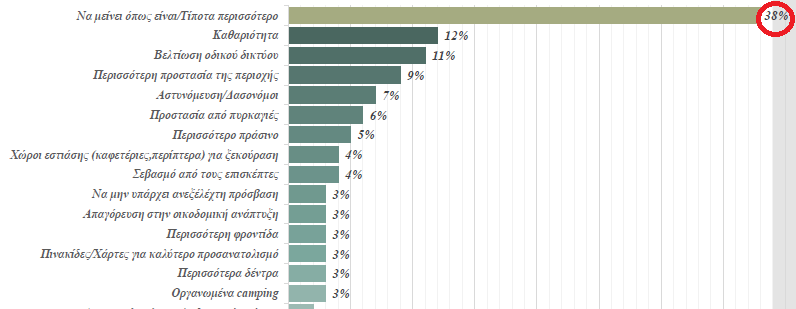 Να μείνει όπως είναι/Τίποτα περισσότερο 38%
Καθαριότητα 12%
Βελτίωση οδικού δικτύου 11%
Περισσότερη προστασία της περιοχής 9%
Αστυνόμευση/Δασονόμοι 7%
Προστασία από πυρκαγιές 6%
Περισσότερο πράσινο 5%
Χώροι εστιάσης (καφετέριες,περίπτερα) για ξεκούραση 4%
Σεβασμό από τους επισκέπτες 4%
Να μην υπάρχει ανεξέλέχτη πρόσβαση 3%
Απαγόρευση στην οικοδομική ανάπτυξη 3%
Περισσότερη φροντίδα 3%
Πινακίδες/Χάρτες για καλύτερο προσανατολισμό 3%
Περισσότερα δέντρα 3%
Οργανωμένα camping 3%